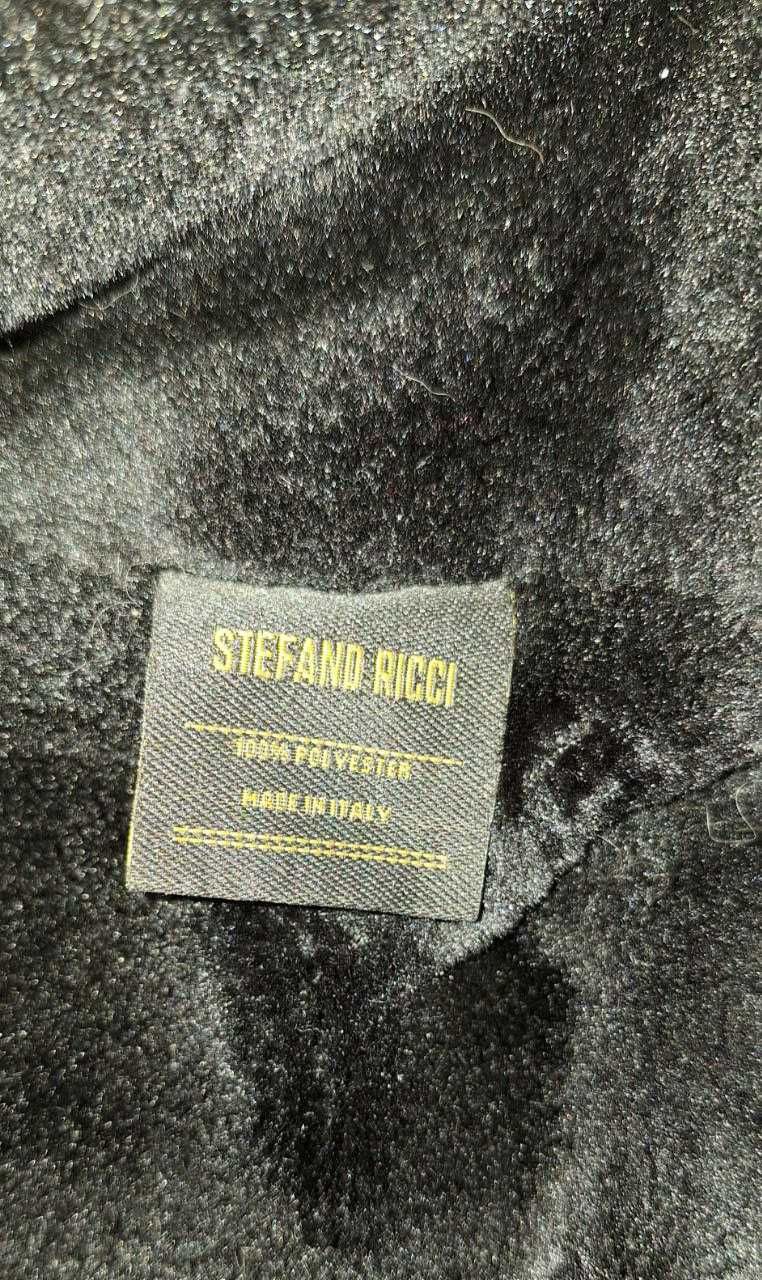 STEFANO RICCI
100% POLYESTER
MADE IN ITALY